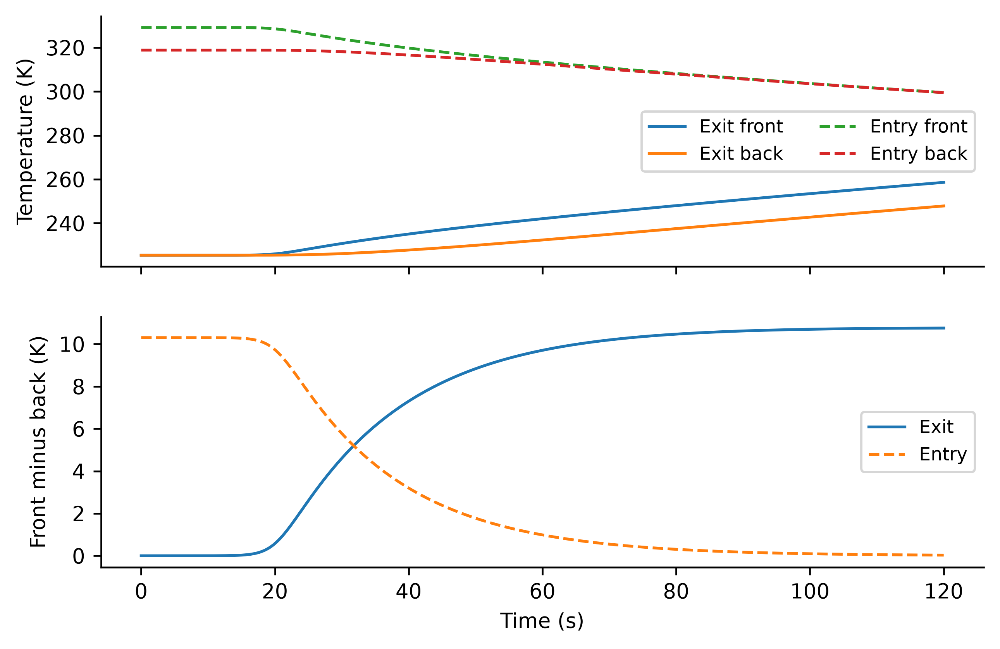 Temperature (K)
320
300
280
260
240
Exit front
Entry front
Exit back
Entry back
Front minus back (K)
10
8
6
4
2
0
Exit
Entry
0 20 40 60 80 100 120
Time (s)